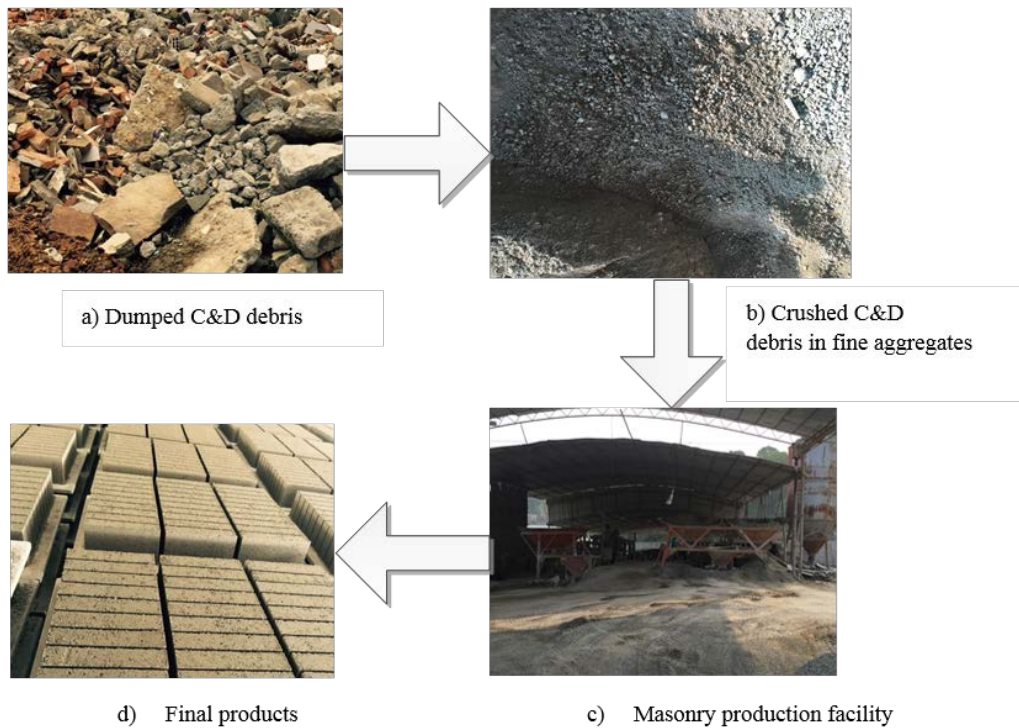 a) Dumped C&D debris
b) Crushed C&D
debris in fine aggregates
d) Final products
c) Masonry production facility